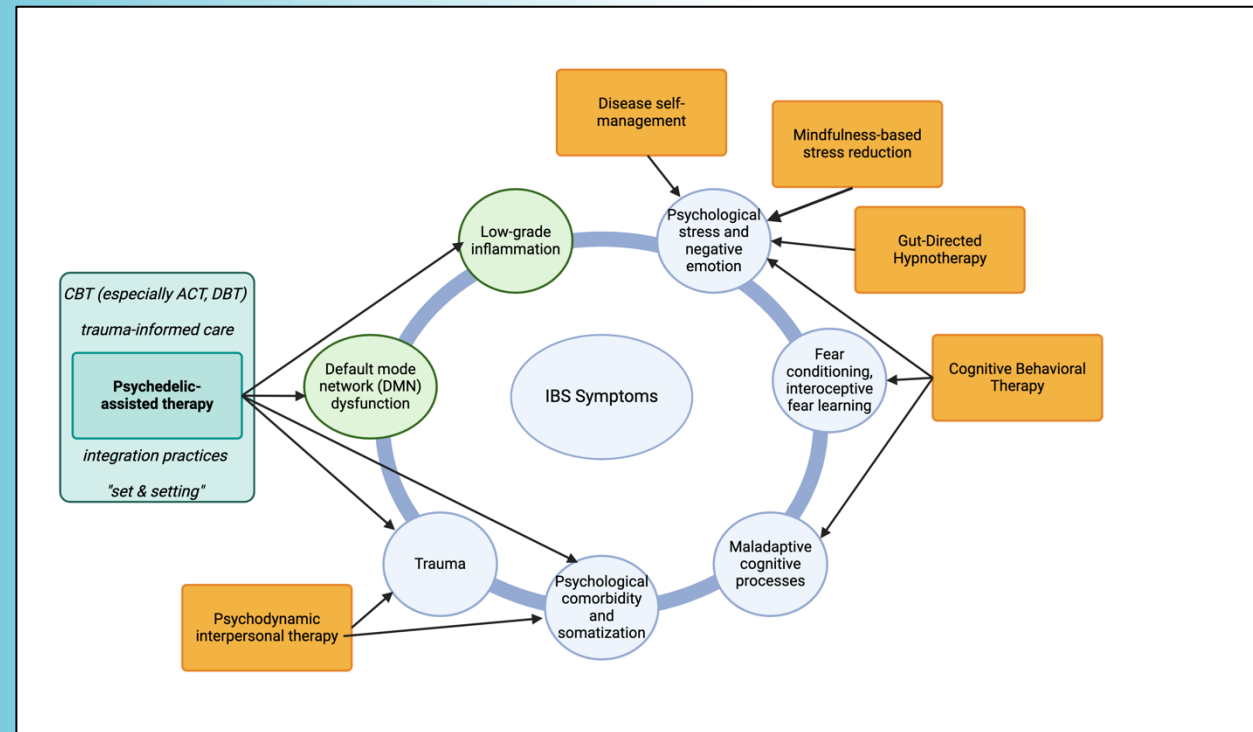 Disease self-
management
Mindfulness-based
stress reduction
Psychological
stress and
negative
emotion
Low-grade
inflammation
Gut-Directed
Hypnotherapy
CBT (especially ACT, DBT)
trauma-informed care
Psychedelic-
assisted therapy
integration practices
"set & setting"
Default mode
network (DMN)
dysfunction
IBS Symptoms
Fear
conditioning,
interoceptive
fear learning
Cognitive Behavioral
Therapy
Trauma
Psychological
comorbidity
and
somatization
Maladaptive
cognitive
processes
Psychodynamic
interpersonal therapy